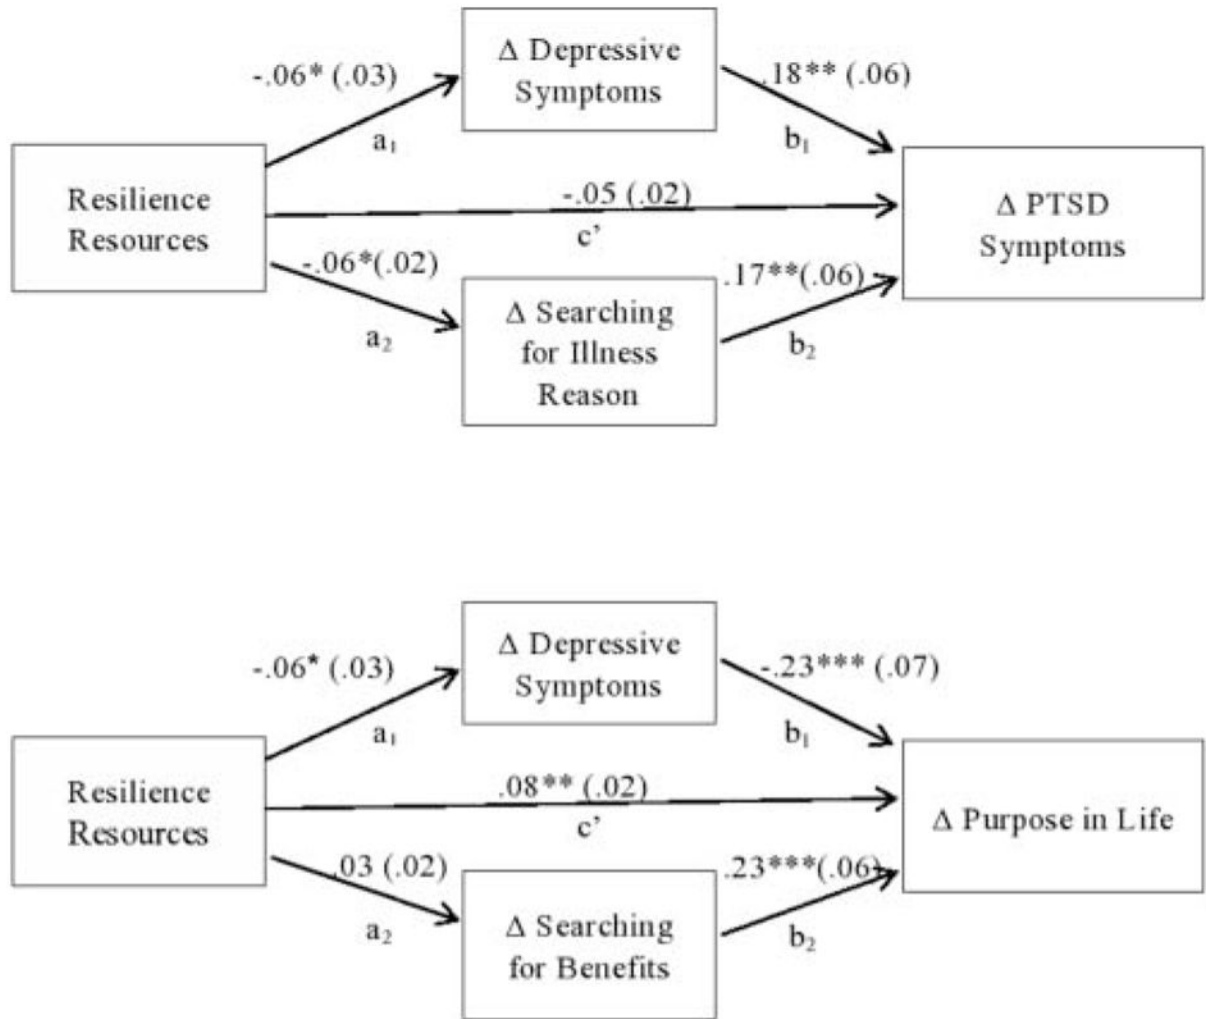 Δ Depressive
Symptoms
-.06* (.03)
.18** (.06)
a₁
b₁
Resilience
Resources
-.05 (.02)
c'
Δ PTSD
Symptoms
-.06*(.02)
.17**(.06)
a₂
b₂
Δ Searching
for Illness
Reason
Δ Depressive
Symptoms
-.06* (.03)
-.23*** (.07)
a₁
b₁
Resilience
Resources
.08** (.02)
c'
Δ Purpose in Life
.03 (.02)
.23***(.06)
a₂
b₂
Δ Searching
for Benefits